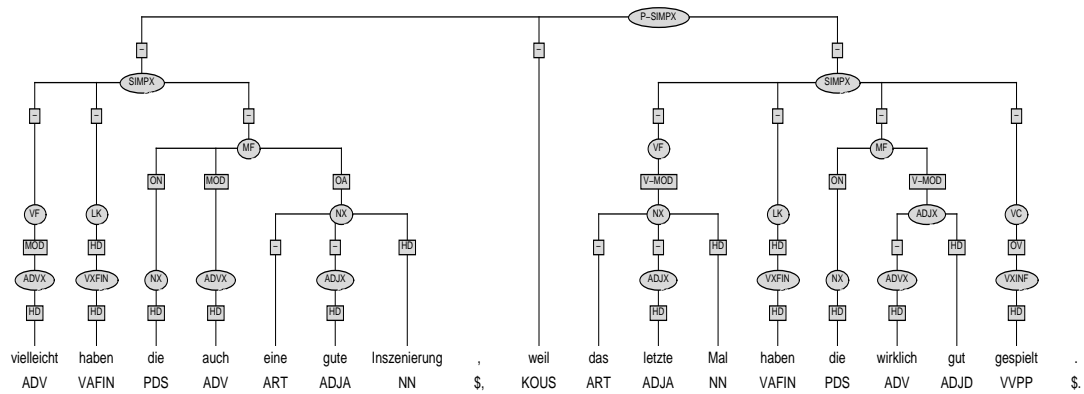 P-SIMPX
- - -
SIMPX SIMPX
- - - - - - -
MF VF MF
ON MOD OA V-MOD ON V-MOD
VF LK NX NX LK ADJX VC
MOD HD - - HD - - HD HD - HD OV
ADVX VXFIN NX ADVX ADJX ADJX VXFIN NX ADVX VXINF
HD HD HD HD HD HD HD HD HD HD
vielleicht haben die auch eine gute Inszenierung , weil das letzte Mal haben die wirklich gut gespielt .
ADV VAFIN PDS ADV ART ADJA NN $, KOUS ART ADJA NN VAFIN PDS ADV ADJD VVPP $.